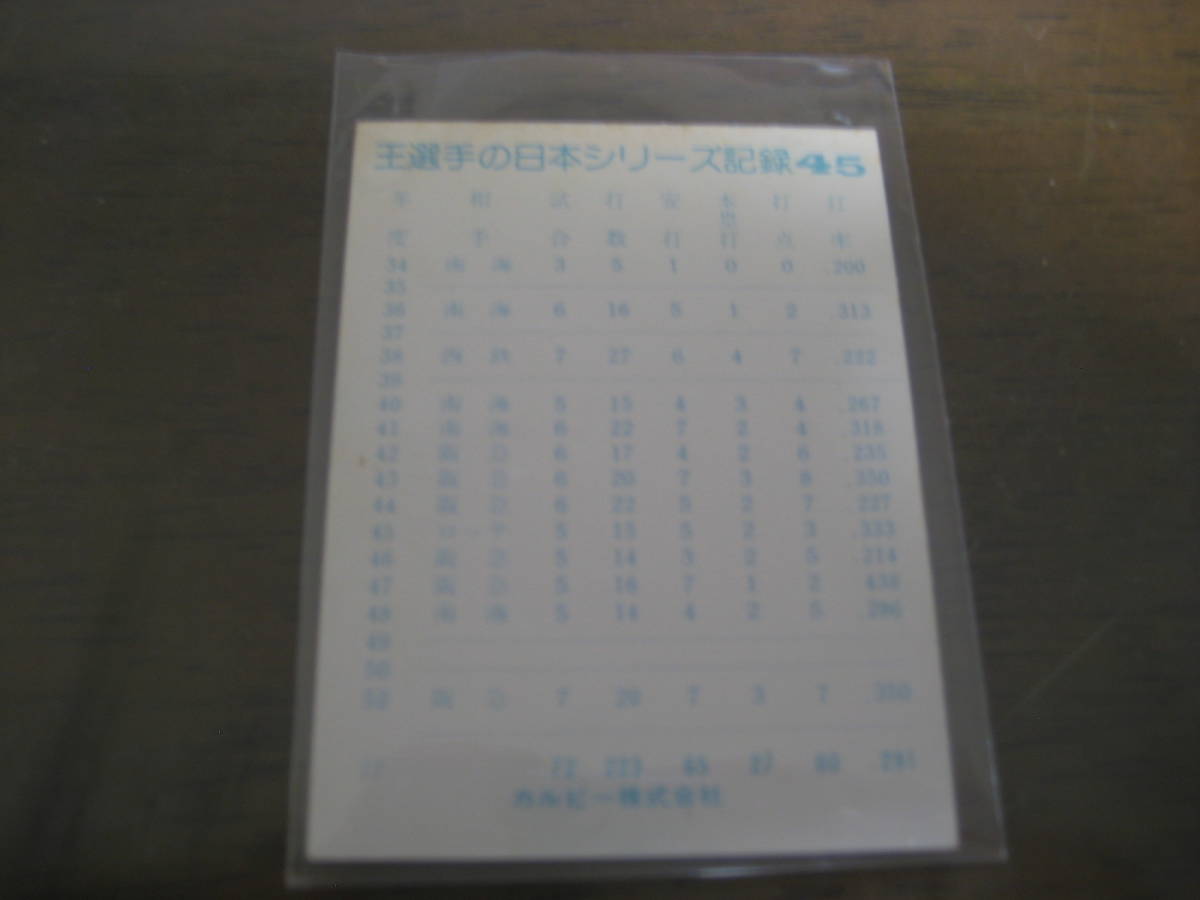 王選手の日本シリーズ記録 45
年度 相手 試合 打数 安打 本塁打 打点 打率
34 南海 3 5 1 0 0 .200
35
36 南海 6 16 5 1 2 .313
37
38 西鉄 7 27 6 4 7 .222
39
40 南海 5 15 4 3 4 .267
41 南海 6 22 7 2 4 .318
42 阪急 6 17 4 2 6 .235
43 阪急 6 20 7 3 8 .350
44 阪急 6 22 5 2 7 .227
45 ロッテ 5 15 5 2 3 .333
46 阪急 5 14 3 2 5 .214
47 阪急 5 16 7 1 2 .438
48 南海 5 14 4 2 5 .286
49
50
阪急 7 20 7 3 7 .350
72 223 65 27 60 .291
カルビー株式会社